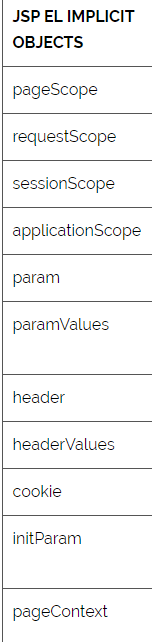 JSP EL IMPLICIT
OBJECTS
pageScope
requestScope
sessionScope
applicationScope
param
paramValues
header
headerValues
cookie
initParam
pageContext